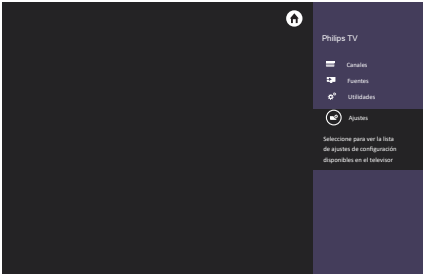 Philips TV
Canales
Fuentes
Utilidades
Ajustes
Seleccione para ver la lista
de ajustes de configuración
disponibles en el televisor